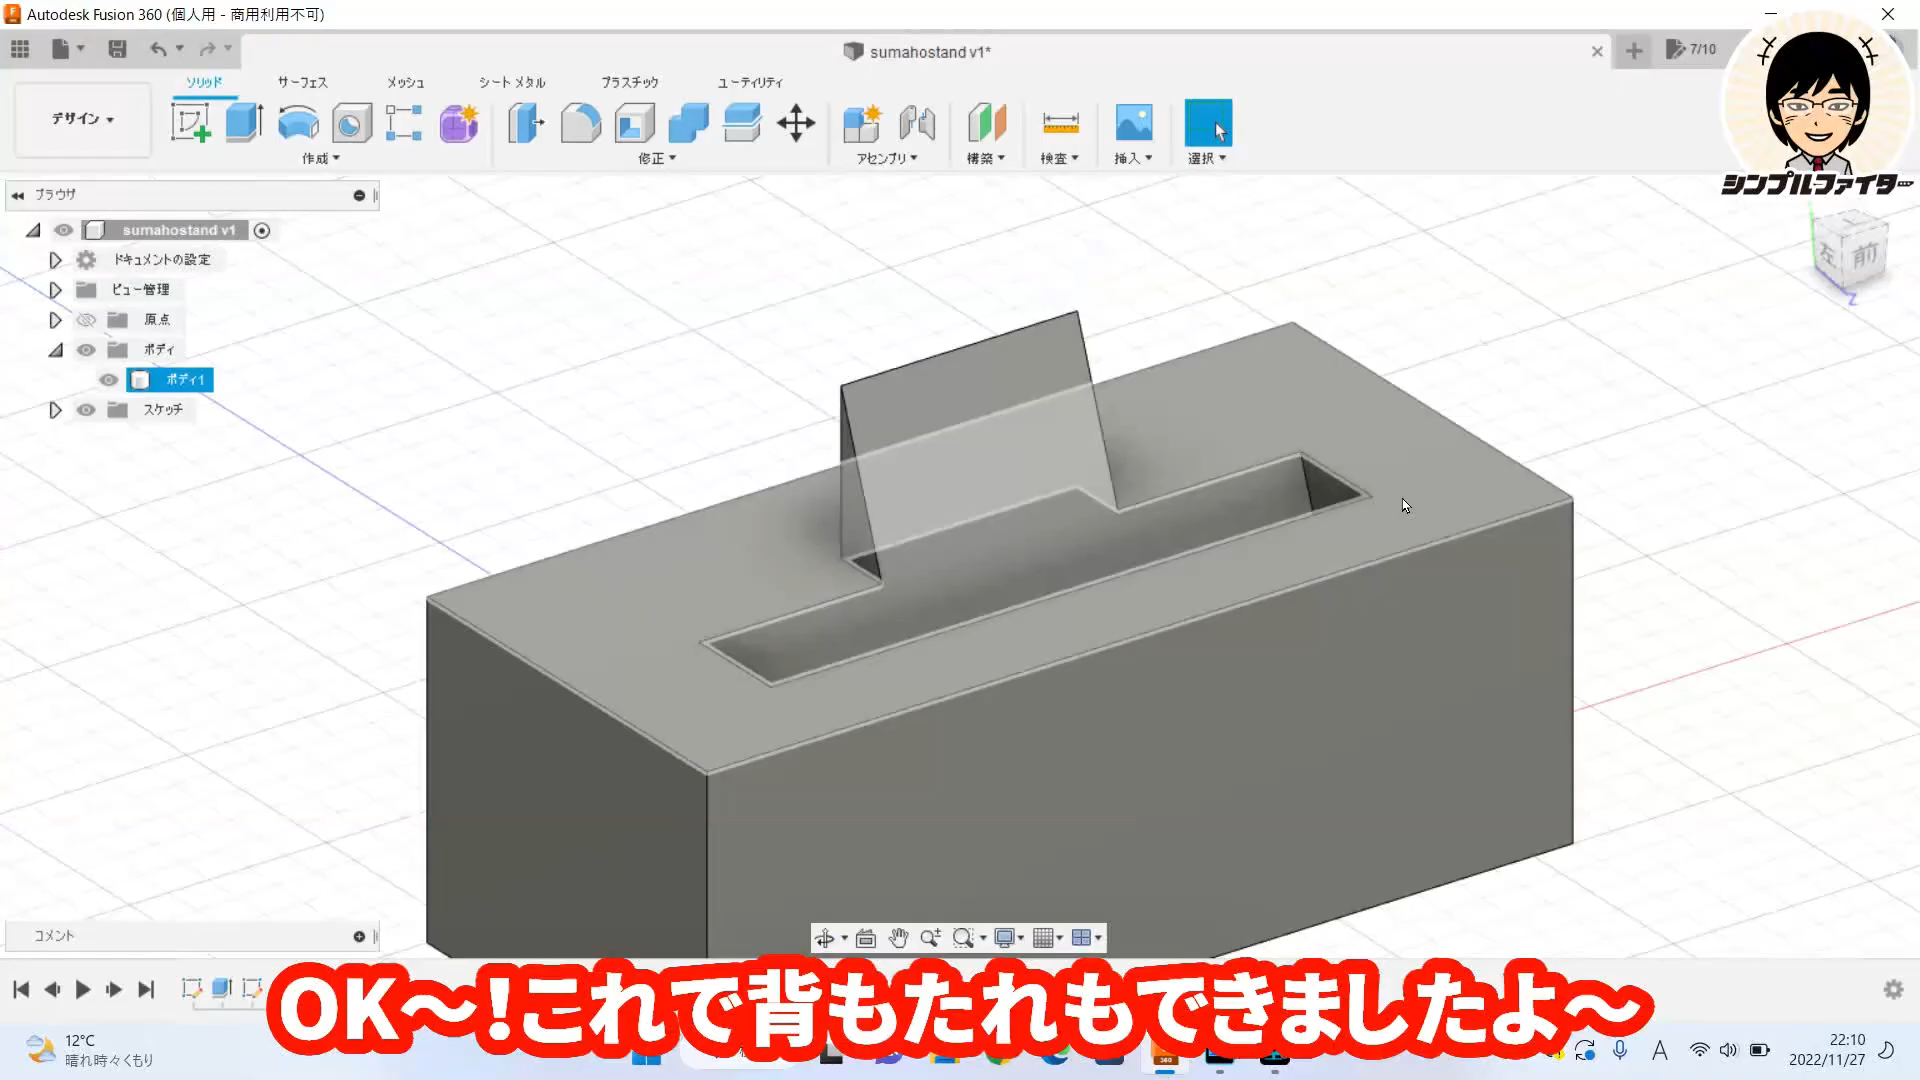 Autodesk Fusion 360 (個人用 - 商用利用不可)
sumahostand v1*
7/10
ソリッド
サーフェス
メッシュ
シート メタル
プラスチック
ユーティリティ
デザイン
作成
修正
アセンブリ
構築
検査
挿入
選択
シンプルファイター
ブラウザ
sumahostand v1
ドキュメントの設定
ビュー管理
原点
ボディ
ボディ1
スケッチ
左
前
Z
コメント
OK〜!これで背もたれもできましたよ〜
12°C
晴れ時々くもり
360
A
22:10
2022/11/27